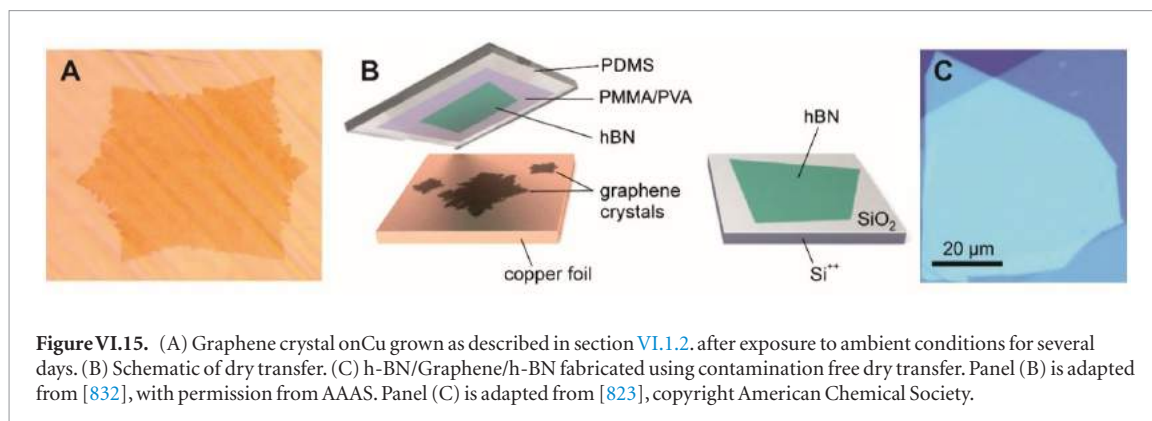 A
B
PDMS
PMMA/PVA
hBN
graphene
crystals
copper foil
hBN
SiO₂
Si⁺⁺
C
20 µm
Figure VI.15. (A) Graphene crystal onCu grown as described in section VI.1.2. after exposure to ambient conditions for several
days. (B) Schematic of dry transfer. (C) h-BN/Graphene/h-BN fabricated using contamination free dry transfer. Panel (B) is adapted
from [832], with permission from AAAS. Panel (C) is adapted from [823], copyright American Chemical Society.